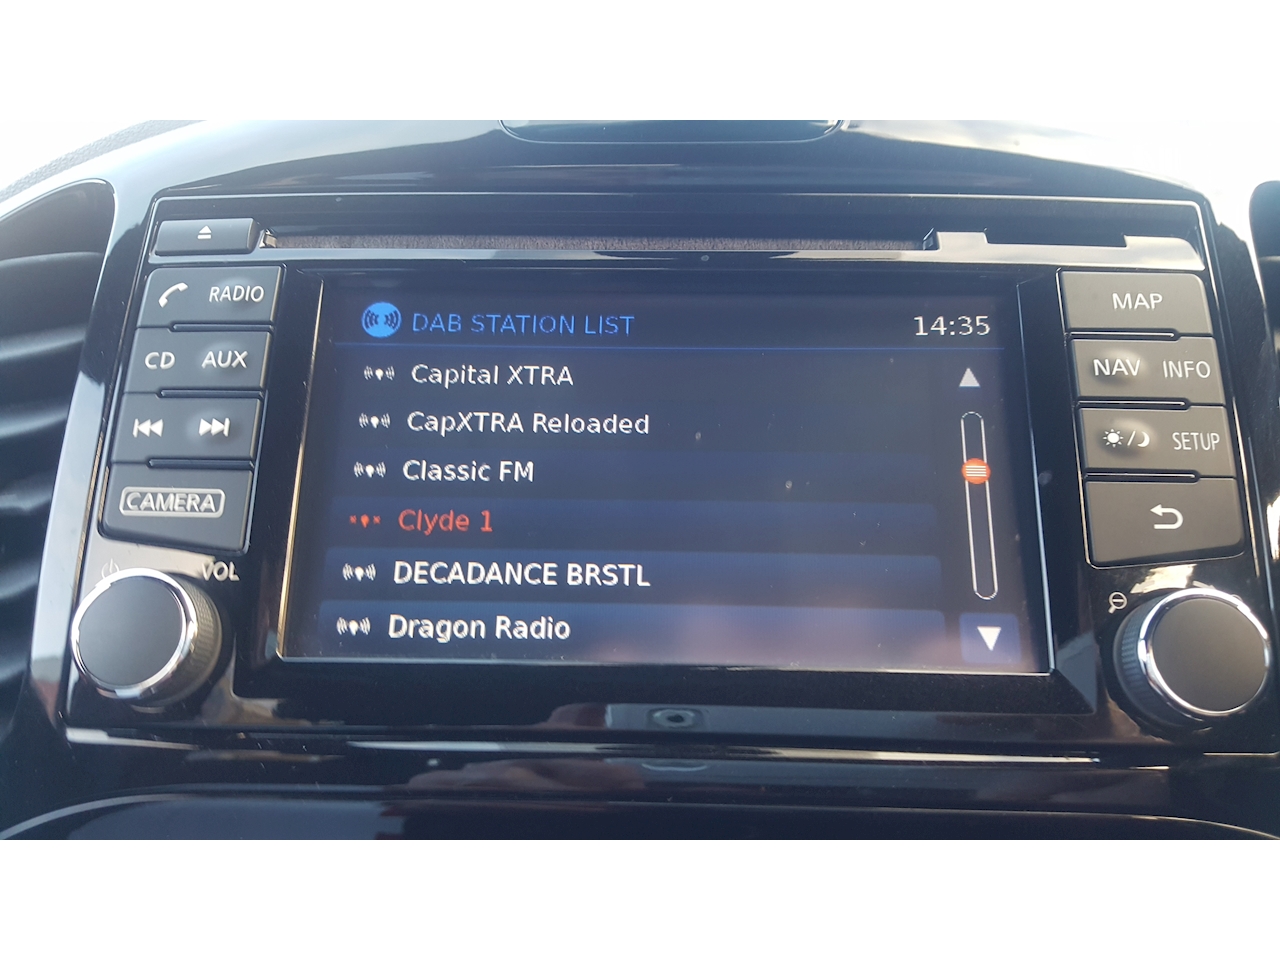 RADIO
CD AUX
CAMERA
VOL
DAB STATION LIST 14:35
Capital XTRA
CapXTRA Reloaded
Classic FM
Clyde 1
DECADANCE BRSTL
Dragon Radio
MAP
NAV INFO
SETUP